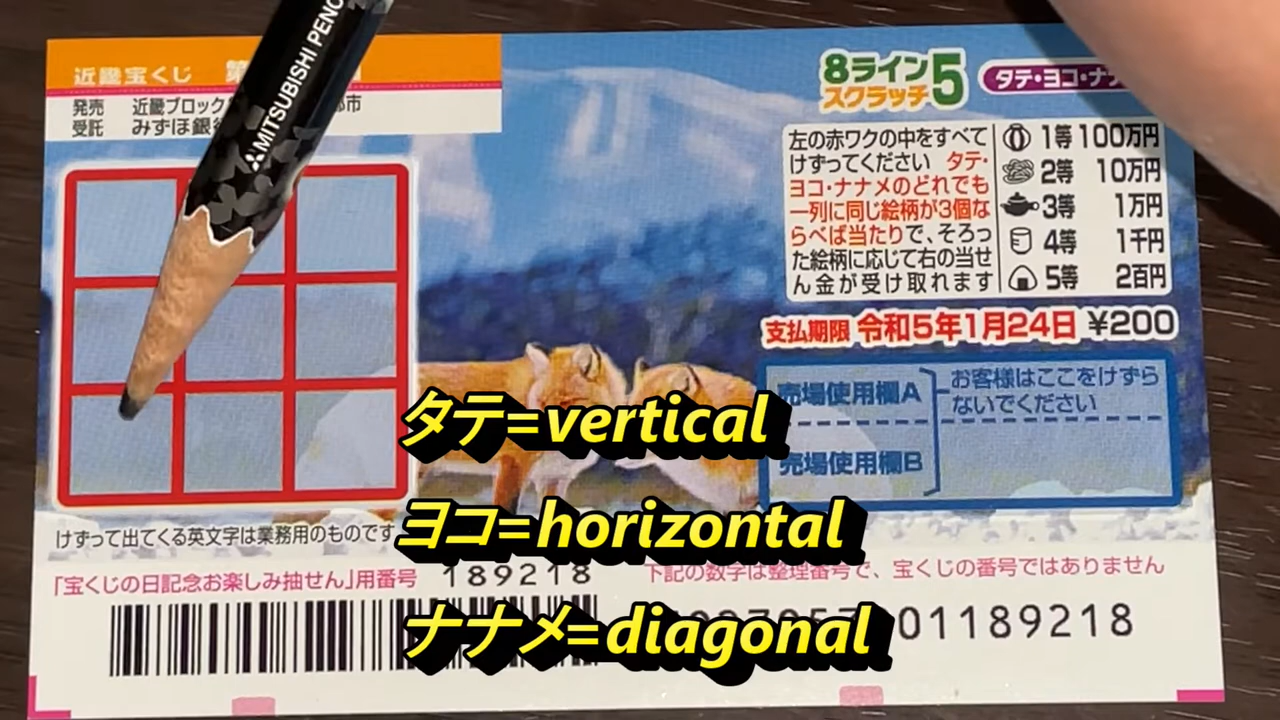 近畿宝くじ 第
発売 近畿ブロック
受託 みずほ銀
MITSUBISHI PENC
8ライン
スクラッチ5
タテ・ヨコ・ナナ
左の赤ワクの中をすべて
けずってください タテ・
ヨコ・ナナメのどれでも
一列に同じ絵柄が3個な
らべば当たりで、そろっ
た絵柄に応じて右の当せ
ん金が受け取れます
1等 100万円
2等 10万円
3等 1万円
4等 1千円
5等 2百円
支払期限 令和5年1月24日 ¥200
売場使用欄A
お客様はここをけずら
ないでください
売場使用欄B
タテ=vertical
ヨコ=horizontal
ナナメ=diagonal
けずって出てくる英文字は業務用のものです
「宝くじの日記念お楽しみ抽せん」用番号 189218
下記の数字は整理番号で、宝くじの番号ではありません
01189218